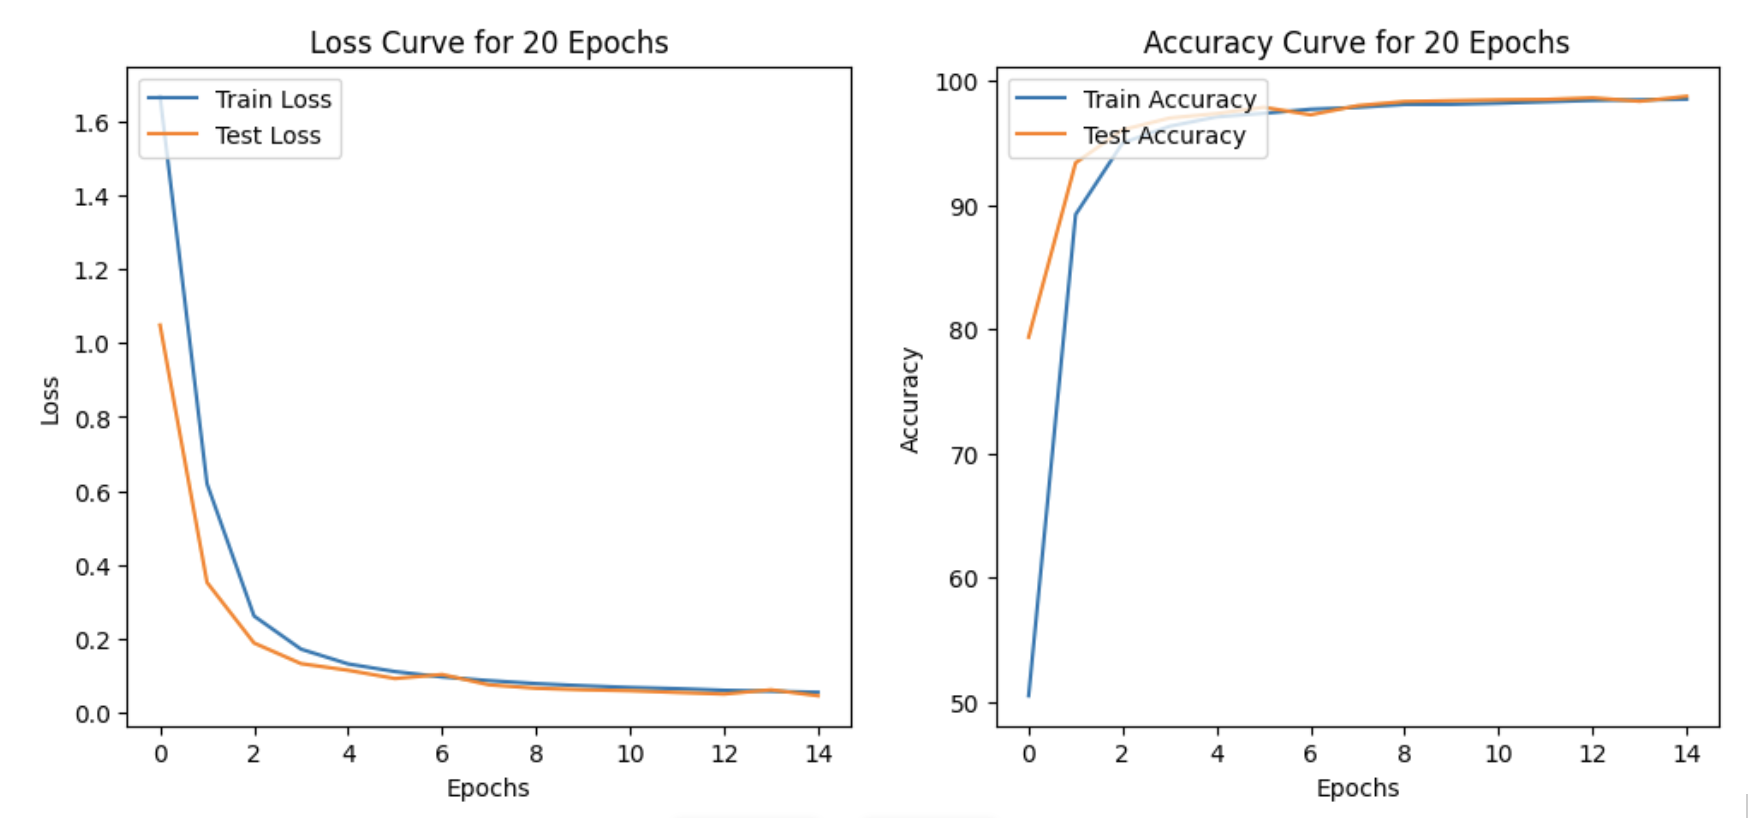 Loss Curve for 20 Epochs
Train Loss
Test Loss
1.6
1.4
1.2
1.0
0.8
0.6
0.4
0.2
0.0
Loss
0 2 4 6 8 10 12 14
Epochs
Accuracy Curve for 20 Epochs
Train Accuracy
Test Accuracy
100
90
80
70
60
50
Accuracy
0 2 4 6 8 10 12 14
Epochs